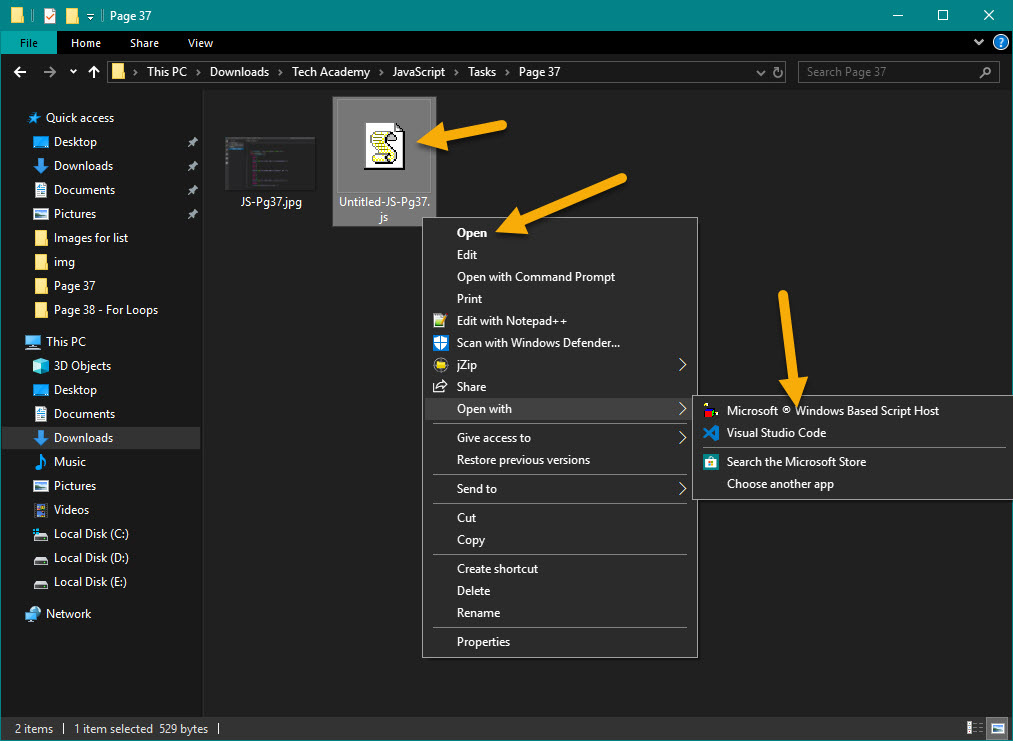 Page 37
File Home Share View
This PC Downloads Tech Academy JavaScript Tasks Page 37
Search Page 37
Quick access
Desktop
Downloads
Documents
Pictures
Images for list
img
Page 37
Page 38 - For Loops
This PC
3D Objects
Desktop
Documents
Downloads
Music
Pictures
Videos
Local Disk (C:)
Local Disk (D:)
Local Disk (E:)
Network
JS-Pg37.jpg
Untitled-JS-Pg37.
js
Open
Edit
Open with Command Prompt
Print
Edit with Notepad++
Scan with Windows Defender...
jZip
Share
Open with
Give access to
Restore previous versions
Send to
Cut
Copy
Create shortcut
Delete
Rename
Properties
Microsoft ® Windows Based Script Host
Visual Studio Code
Search the Microsoft Store
Choose another app
2 items 1 item selected 529 bytes